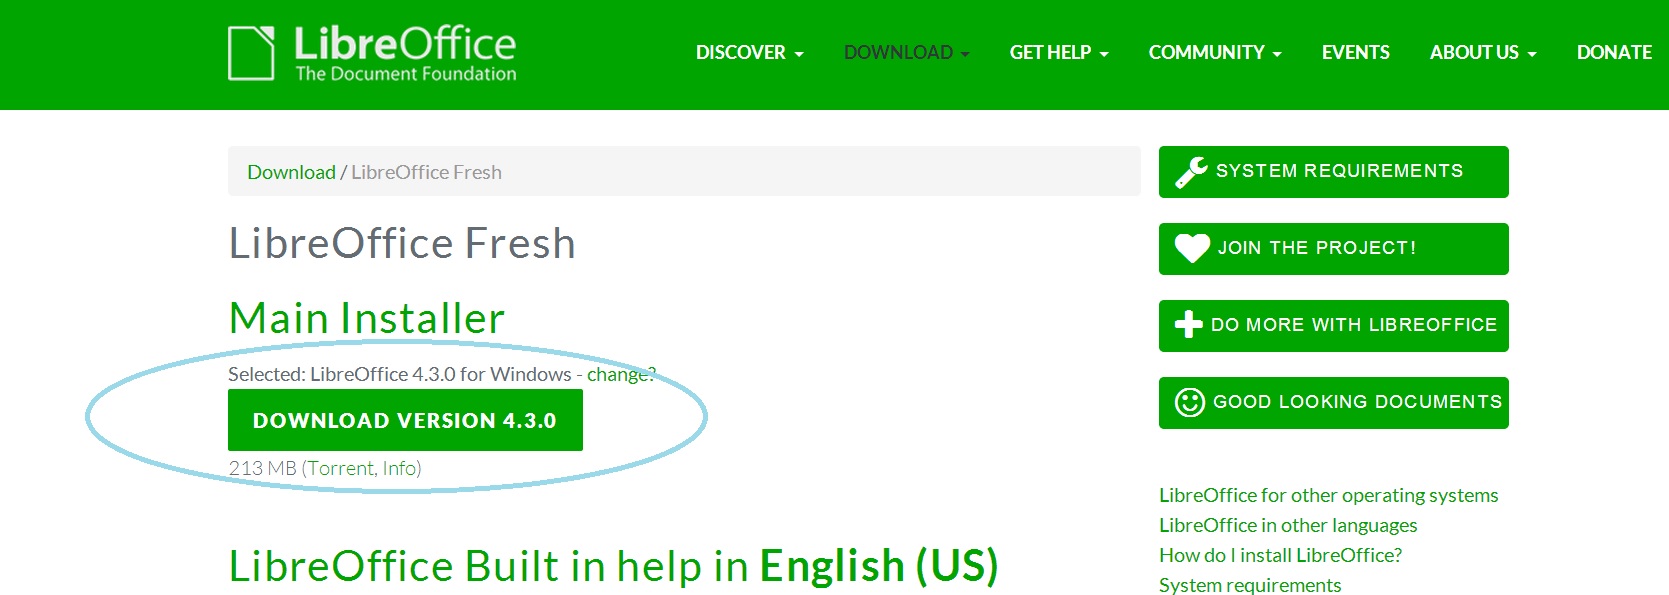 LibreOffice
The Document Foundation
DISCOVER DOWNLOAD GET HELP COMMUNITY EVENTS ABOUT US DONATE
Download / LibreOffice Fresh
LibreOffice Fresh
Main Installer
Selected: LibreOffice 4.3.0 for Windows - change?
DOWNLOAD VERSION 4.3.0
213 MB (Torrent, Info)
LibreOffice Built in help in English (US)
SYSTEM REQUIREMENTS
JOIN THE PROJECT!
DO MORE WITH LIBREOFFICE
GOOD LOOKING DOCUMENTS
LibreOffice for other operating systems
LibreOffice in other languages
How do I install LibreOffice?
System requirements